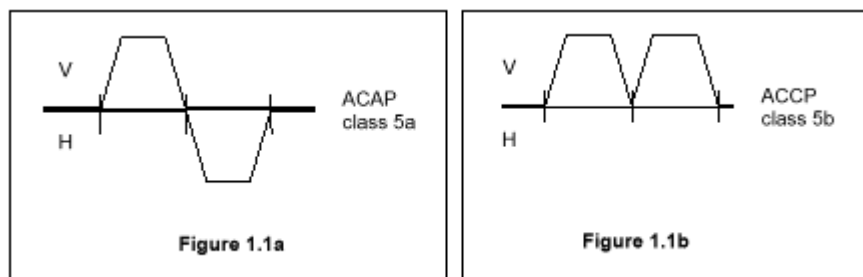 V
ACAP
class 5a
H
Figure 1.1a
V
ACCP
class 5b
H
Figure 1.1b